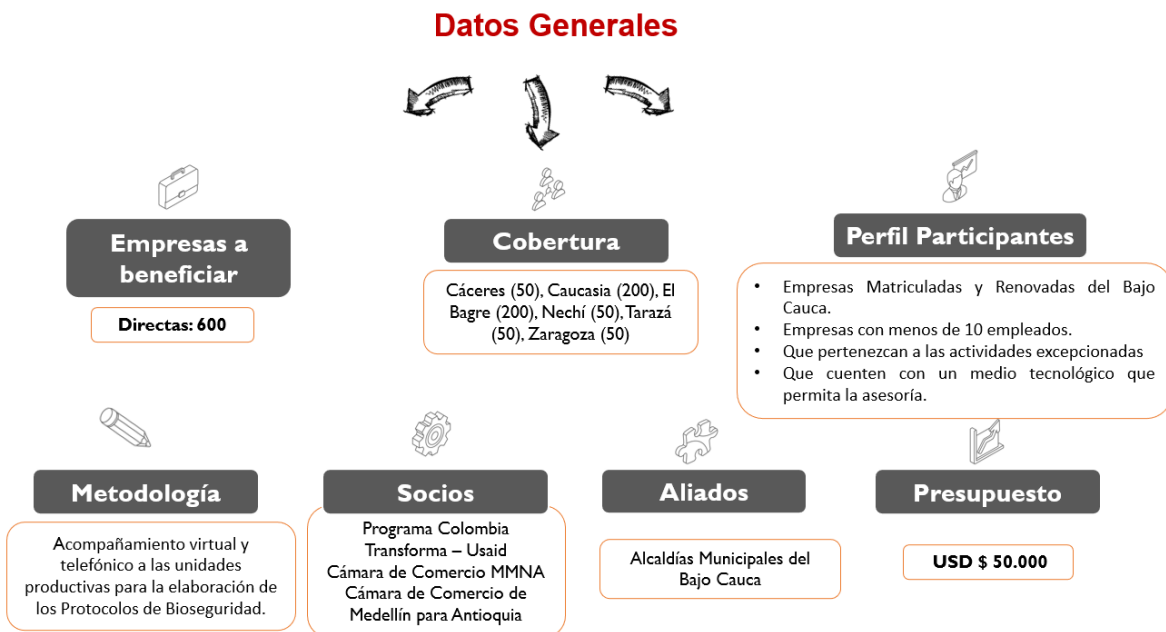 Datos Generales
Empresas a
beneficiar
Directas: 600
Cobertura
Cáceres (50), Caucasia (200), El
Bagre (200), Nechí (50), Tarazá
(50), Zaragoza (50)
Perfil Participantes
• Empresas Matriculadas y Renovadas del Bajo
Cauca.
• Empresas con menos de 10 empleados.
• Que pertenezcan a las actividades excepcionadas
• Que cuenten con un medio tecnológico que
permita la asesoría.
Metodología
Acompañamiento virtual y
telefónico a las unidades
productivas para la elaboración de
los Protocolos de Bioseguridad.
Socios
Programa Colombia
Transforma – Usaid
Cámara de Comercio MMNA
Cámara de Comercio de
Medellín para Antioquia
Aliados
Alcaldías Municipales del
Bajo Cauca
Presupuesto
USD $ 50.000